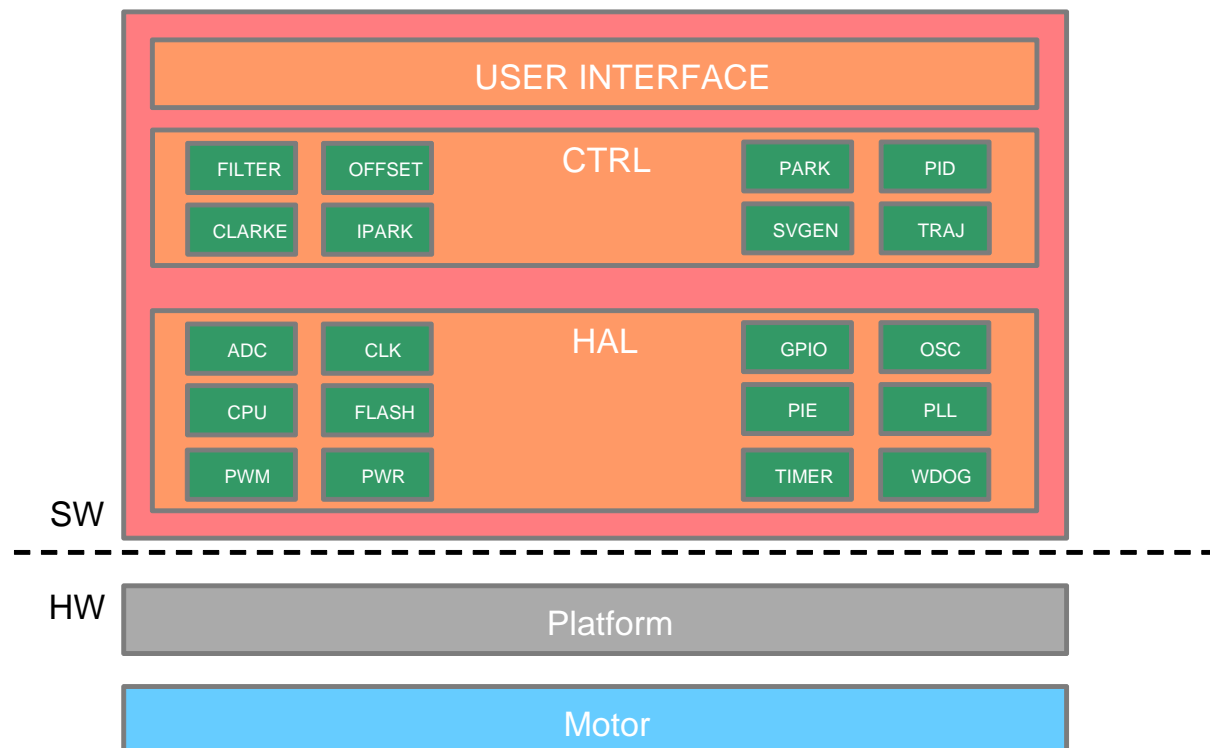 USER INTERFACE
CTRL
FILTER OFFSET PARK PID
CLARKE IPARK SVGEN TRAJ
HAL
ADC CLK GPIO OSC
CPU FLASH PIE PLL
PWM PWR TIMER WDOG
SW
HW
Platform
Motor